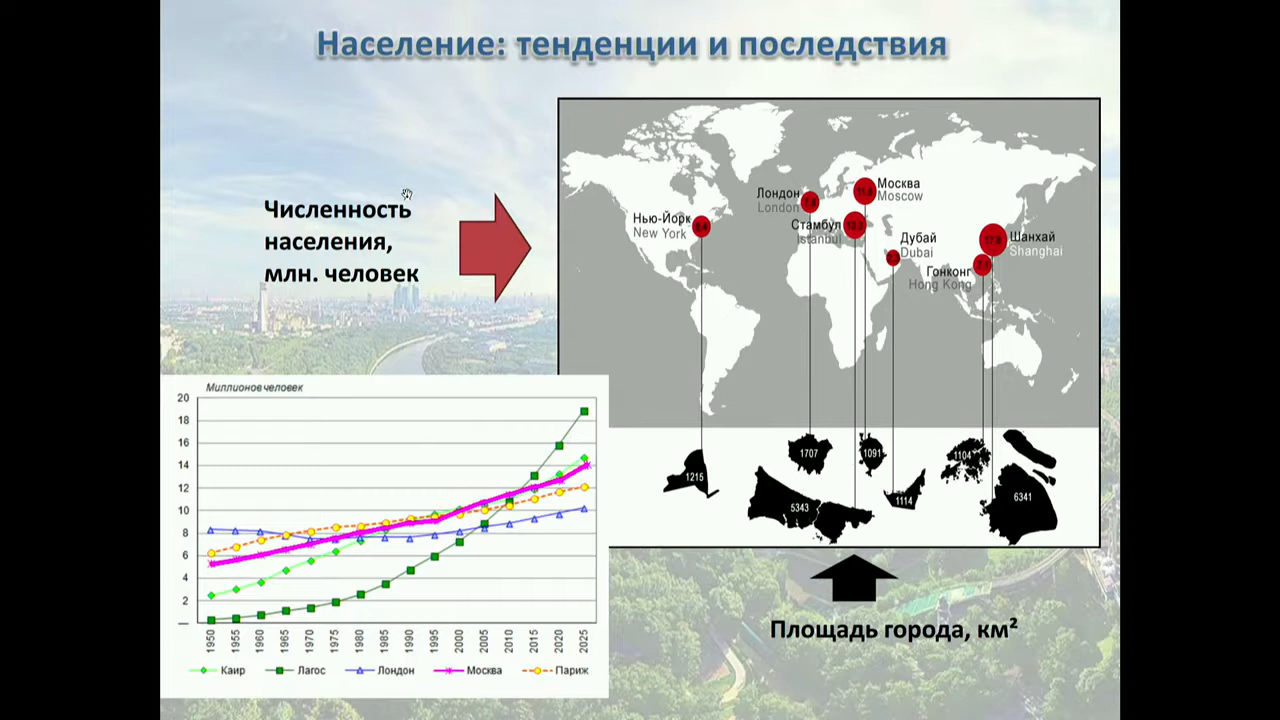 Население: тенденции и последствия
Численность
населения,
млн. человек
Лондон
London
Москва
Moscow
Нью-Йорк
New York
Стамбул
Istanbul
Дубай
Dubai
Шанхай
Shanghai
Гонконг
Hong Kong
1215
1707
1091
1104
5343
1114
6341
Площадь города, км²
Миллионов человек
20
18
16
14
12
10
8
6
4
2
—
1950 1955 1960 1965 1970 1975 1980 1985 1990 1995 2000 2005 2010 2015 2020 2025
Каир Лагос Лондон Москва Париж